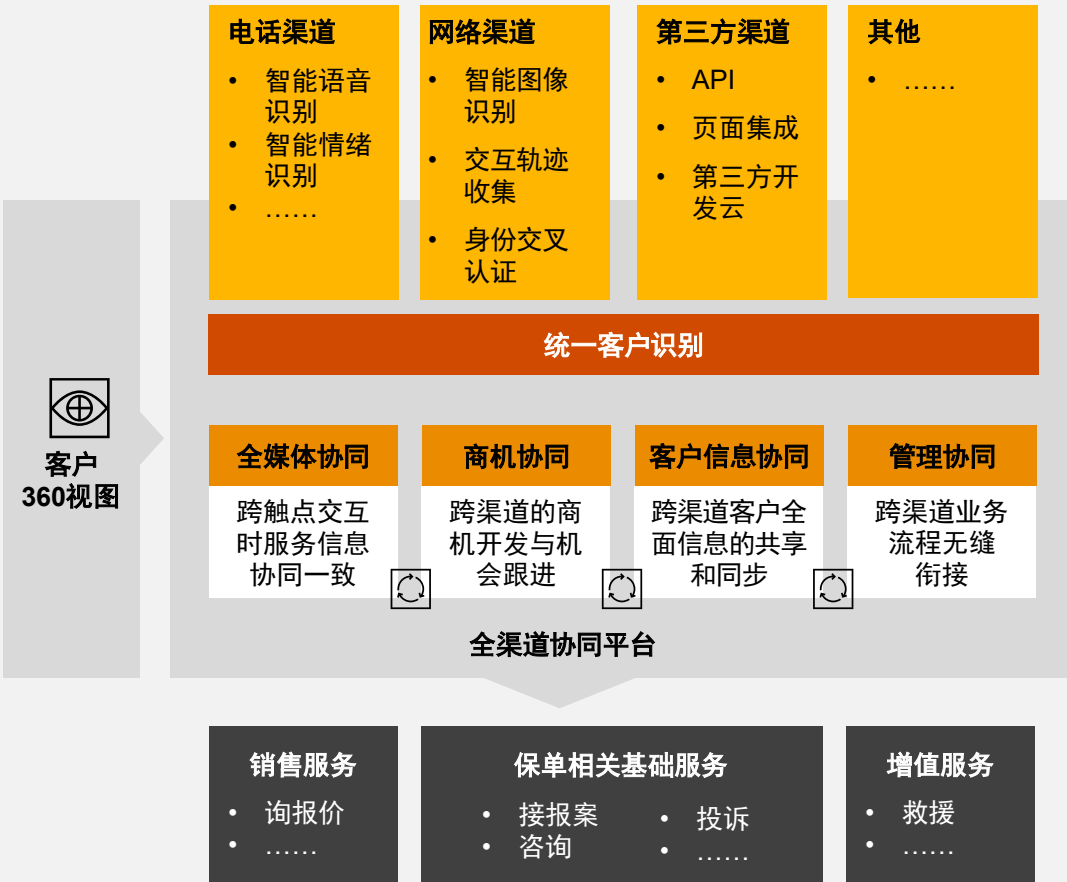 电话渠道
• 智能语音
识别
• 智能情绪
识别
• ……
网络渠道
• 智能图像
识别
• 交互轨迹
收集
• 身份交叉
认证
第三方渠道
• API
• 页面集成
• 第三方开
发云
其他
• ……
统一客户识别
客户
360视图
全媒体协同
跨触点交互
时服务信息
协同一致
商机协同
跨渠道的商
机开发与机
会跟进
客户信息协同
跨渠道客户全
面信息的共享
和同步
管理协同
跨渠道业务
流程无缝
衔接
全渠道协同平台
销售服务
• 询报价
• ……
保单相关基础服务
• 接报案
• 咨询
• 投诉
• ……
增值服务
• 救援
• ……